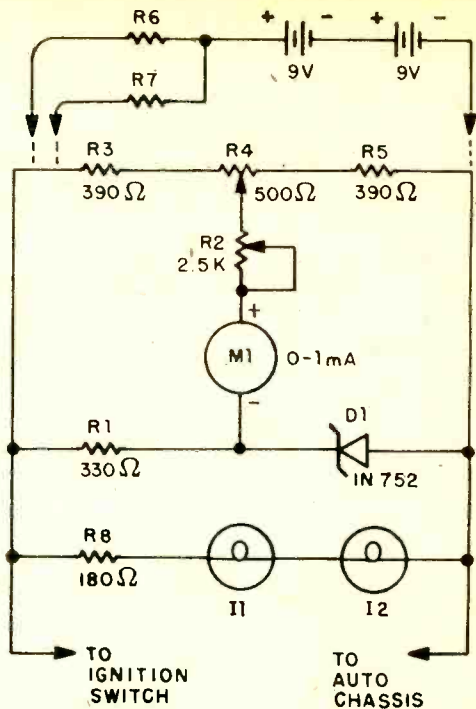 R6
+ - + -
9V 9V
R7
R3 R4 R5
390Ω 500Ω 390Ω
R2
2.5K
+
M1 0-1mA
-
R1 D1
330Ω IN 752
R8
180Ω I1 I2
TO
IGNITION
SWITCH
TO
AUTO
CHASSIS